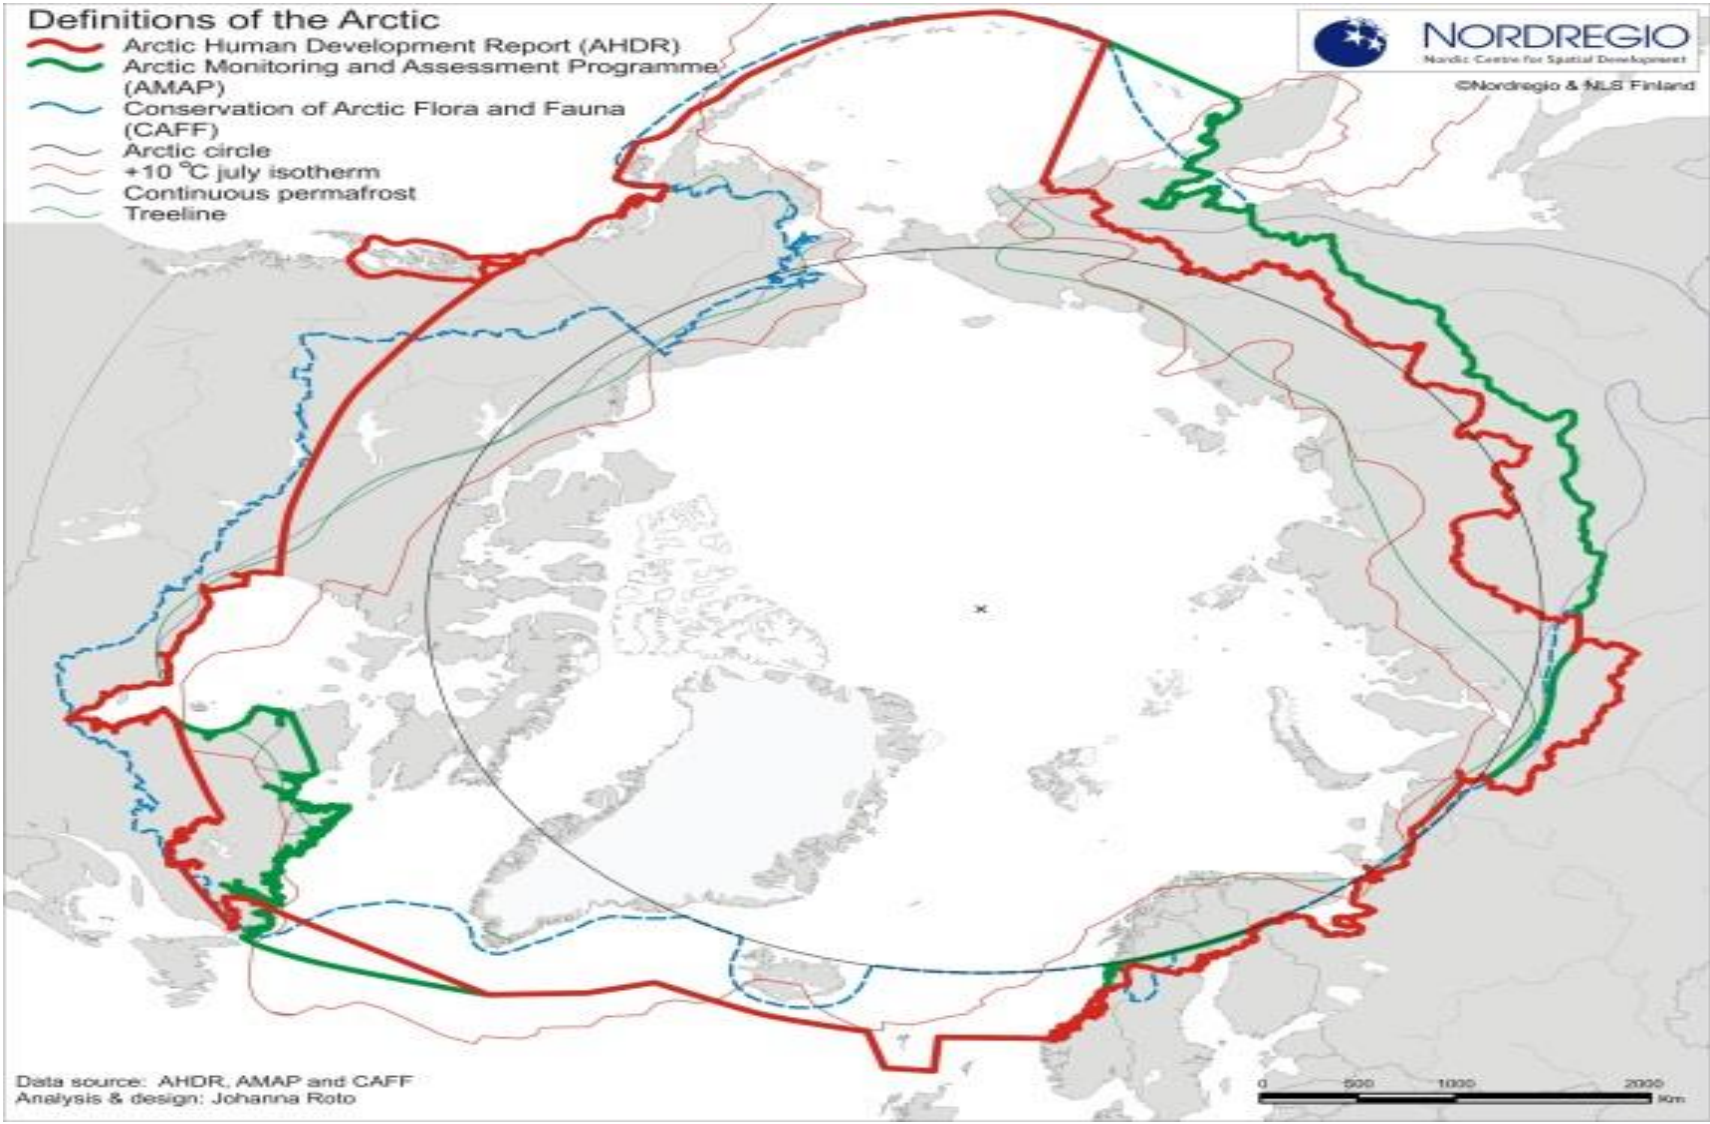 Definitions of the Arctic
Arctic Human Development Report (AHDR)
Arctic Monitoring and Assessment Programme
(AMAP)
Conservation of Arctic Flora and Fauna
(CAFF)
Arctic circle
+10 °C july isotherm
Continuous permafrost
Treeline
NORDREGIO
Nordic Centre for Spatial Development
©Nordregio & NLS Finland
Data source: AHDR, AMAP and CAFF
Analysis & design: Johanna Roto
0 500 1000 2000
Km